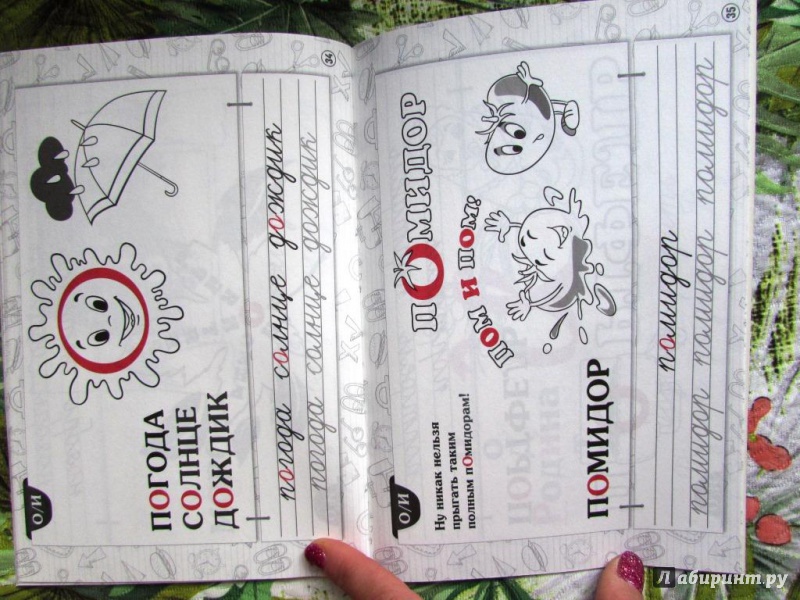 34
О/И
ПОГОДА
СОЛНЦЕ
ДОЖДИК
погода солнце дождик
погода солнце дождик
35
О/И
ПОМИДОР
ПОМ И ПОМ!
Ну никак нельзя
прыгать таким
полным пОмидорам!
ПОМИДОР
помидор
помидор помидор помидор помидор
Лабиринт.ру